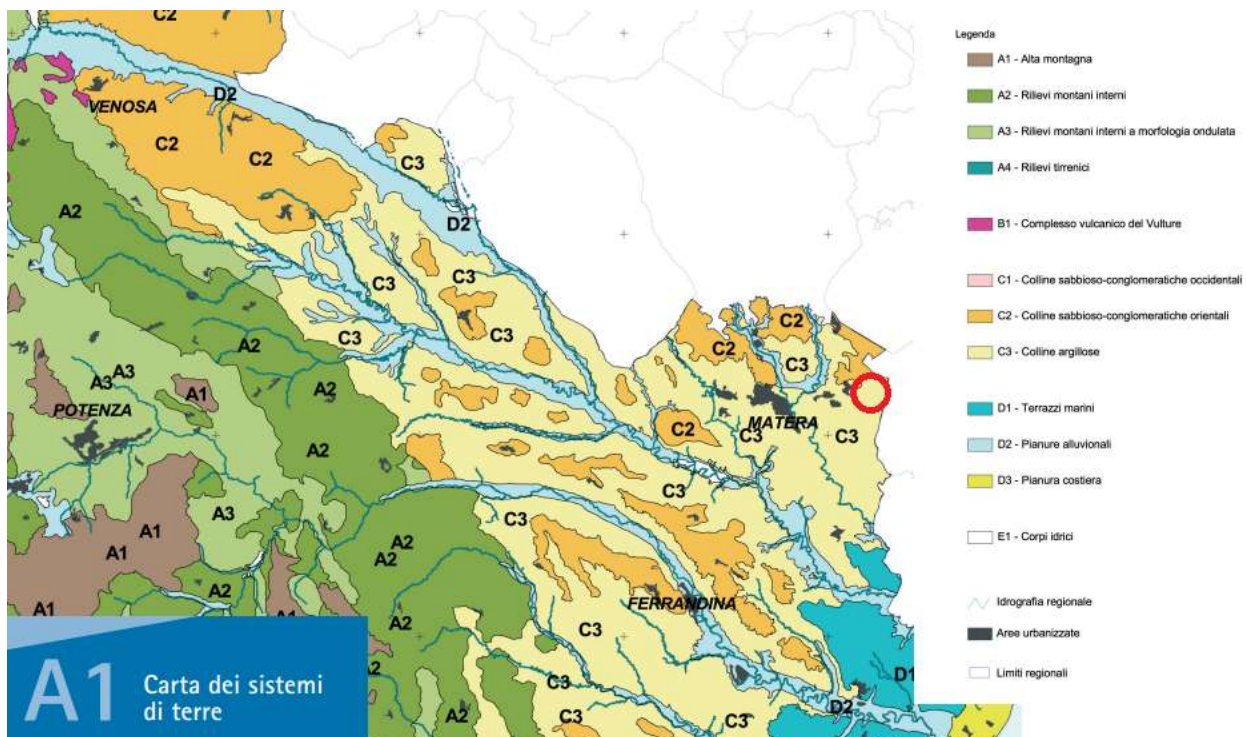 C2
VENOSA
D2
C2
C2
C3
A2
D2
C3
C3
C3
C3
A2
A3
A3
A1
POTENZA
A2
A2
C2
C2
C3
MATERA
C2
C3
C3
C3
A3
A1
A1
A2
A2
C3
A2
A1
A1
FERRANDINA
A2
C3
A2
A2
C3
C3
C3
D2
D1
A1
Carta dei sistemi
di terre
Legenda
A1 - Alta montagna
A2 - Rilievi montani interni
A3 - Rilievi montani interni a morfologia ondulata
A4 - Rilievi tirrenici
B1 - Complesso vulcanico del Vulture
C1 - Colline sabbioso-conglomeratiche occidentali
C2 - Colline sabbioso-conglomeratiche orientali
C3 - Colline argillose
D1 - Terrazzi marini
D2 - Pianure alluvionali
D3 - Pianura costiera
E1 - Corpi idrici
Idrografia regionale
Aree urbanizzate
Limiti regionali